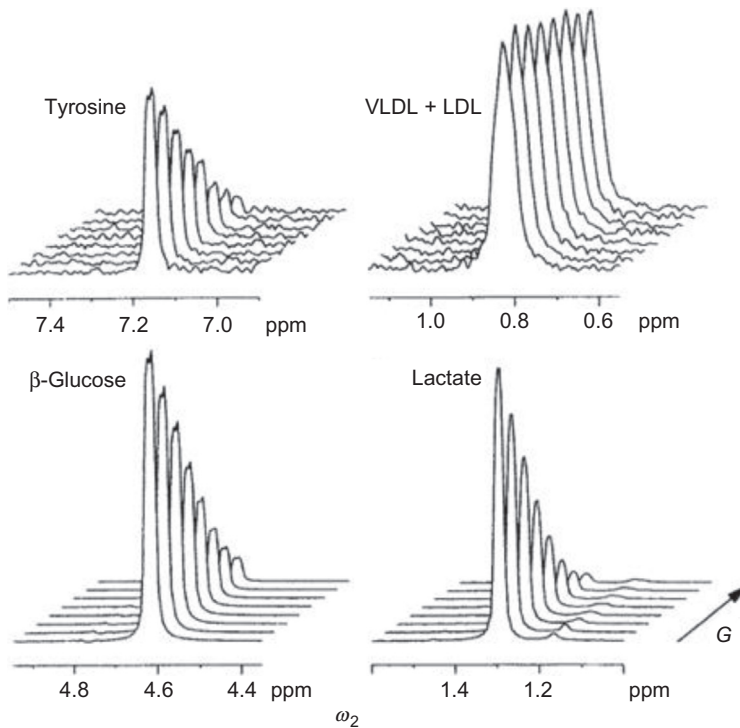 Tyrosine
VLDL + LDL
7.4 7.2 7.0 ppm
1.0 0.8 0.6 ppm
β-Glucose
Lactate
G
4.8 4.6 4.4 ppm
1.4 1.2 ppm
ω2